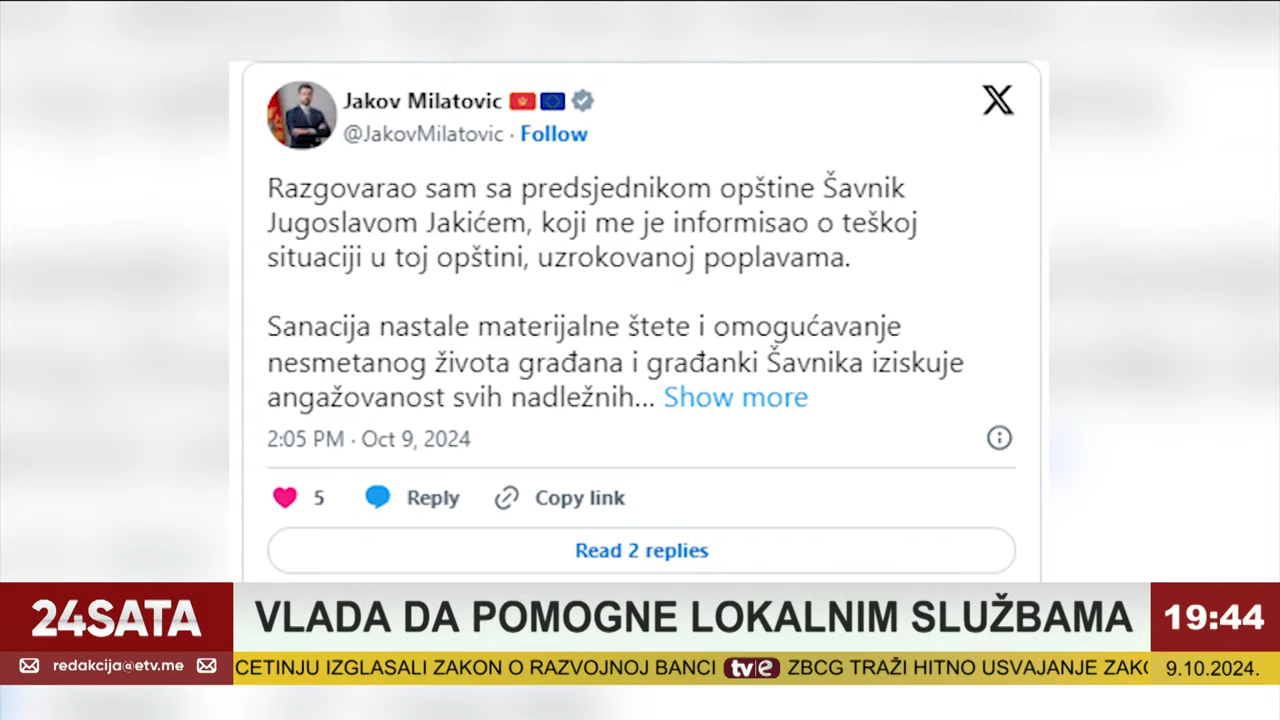 Jakov Milatovic
@JakovMilatovic · Follow
Razgovarao sam sa predsjednikom opštine Šavnik
Jugoslavom Jakićem, koji me je informisao o teškoj
situaciji u toj opštini, uzrokovanoj poplavama.
Sanacija nastale materijalne štete i omogućavanje
nesmetanog života građana i građanki Šavnika iziskuje
angažovanost svih nadležnih... Show more
2:05 PM · Oct 9, 2024
5 Reply Copy link
Read 2 replies
24SATA
VLADA DA POMOGNE LOKALNIM SLUŽBAMA
19:44
redakcija@etv.me
CETINJU IZGLASALI ZAKON O RAZVOJNOJ BANCI tve ZBCG TRAŽI HITNO USVAJANJE ZAK
9.10.2024.